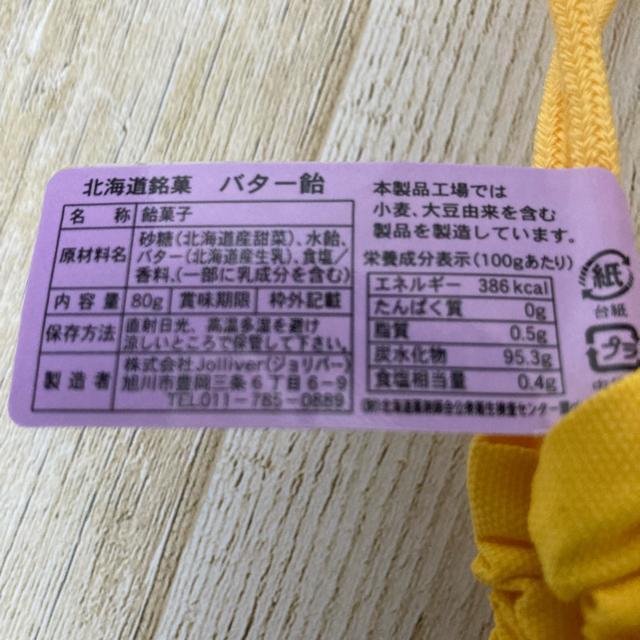 北海道銘菓 バター飴
名称 飴菓子
原材料名 砂糖(北海道産甜菜)、水飴、
バター(北海道産生乳)、食塩/
香料、(一部に乳成分を含む)
内容量 80g 賞味期限 枠外記載
保存方法 直射日光、高温多湿を避け
涼しいところで保管して下さい。
製造者 株式会社Jolliver(ジョリバー)
旭川市豊岡三条6丁目6-9
TEL011-765-0889
本製品工場では
小麦、大豆由来を含む
製品を製造しています。
栄養成分表示(100gあたり)
エネルギー 386kcal
たんぱく質 0g
脂質 0.5g
炭水化物 95.3g
食塩相当量 0.4g
紙
台紙
プラ